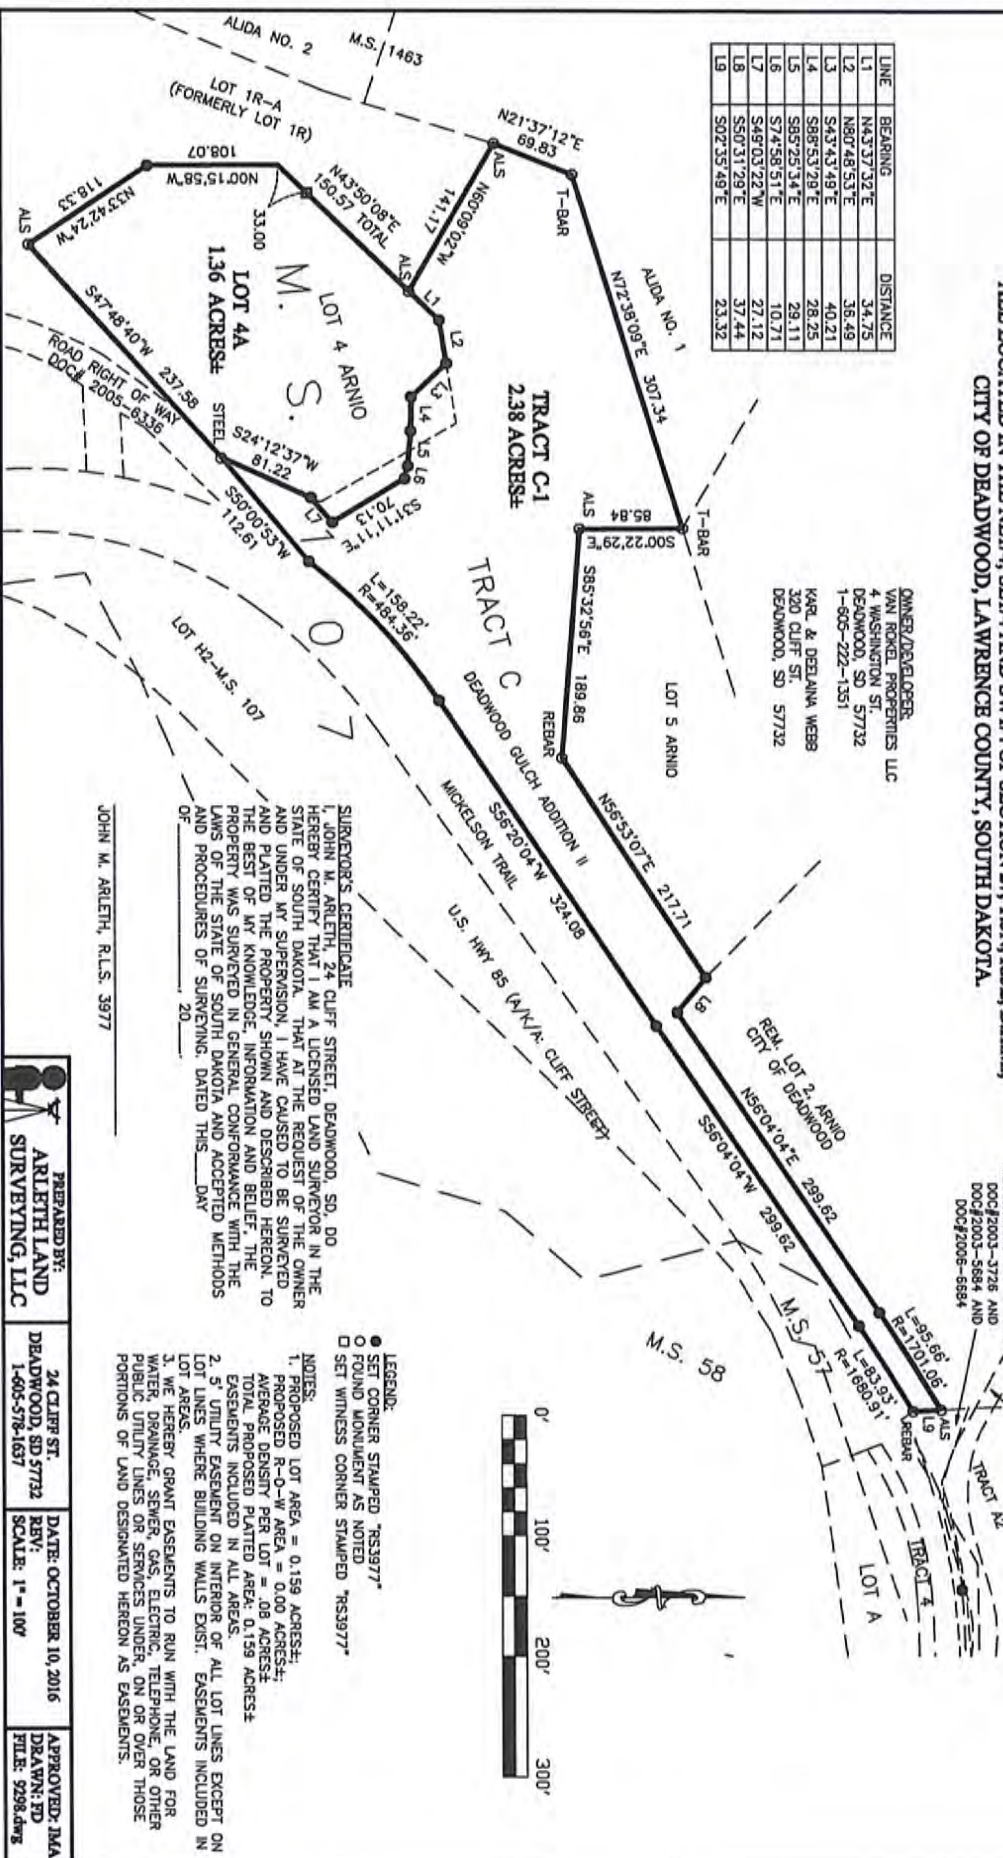 CITY OF DEADWOOD, LAWRENCE COUNTY, SOUTH DAKOTA.
LINE BEARING DISTANCE
L1 N43°37'32"E 34.75
L2 N80°48'53"E 36.49
L3 S43°43'49"E 40.21
L4 S88°53'29"E 28.25
L5 S85°25'34"E 29.11
L6 S74°58'51"E 10.71
L7 S49°03'22"W 27.12
L8 S50°31'29"E 37.44
L9 S02°35'49"E 23.32
OWNER/DEVELOPER:
VAN ROKEL PROPERTIES LLC
4 WASHINGTON ST.
DEADWOOD, SD 57732
1-605-222-1351
KARL & DEELAINA WEBB
320 CLIFF ST.
DEADWOOD, SD 57732
DOC#2003-3726 AND
DOC#2003-5684 AND
DOC#2006-6684
M.S. 1463
ALIDA NO. 2
LOT 1R-A
(FORMERLY LOT 1R)
N21°37'12"E
69.83
ALS
T-BAR
ALIDA NO. 1
N72°38'09"E 307.34
T-BAR
N60°09'02"W
141.17
N43°50'08"E
150.57 TOTAL
ALS
33.00
108.07
N00°15'58"W
N33°42'24"W
118.33
ALS
LOT 4A
1.36 ACRES±
LOT 4 ARNIO
M. S.
107
L1
L2
L3
L4
L5
L6
L7
TRACT C-1
2.38 ACRES±
85.84
S00°22'29"E
ALS
S85°32'56"E 189.86
REBAR
LOT 5 ARNIO
S31°11'11"E
70.13
S24°12'37"W
81.22
STEEL
S47°48'40"W 237.58
ROAD RIGHT OF WAY
DOC# 2005-6336
S50°00'53"W
112.61
L=158.22'
R=484.36'
TRACT C
DEADWOOD GULCH ADDITION II
MICKELSON TRAIL
LOT H2-M.S. 107
N56°53'07"E 217.71
L8
S56°20'04"W 324.08
U.S. HWY 85 (A/K/A: CLIFF STREET)
REM. LOT 2, ARNIO
CITY OF DEADWOOD
N56°04'04"E 299.62
S56°04'04"W 299.62
L=95.66'
R=1701.06'
L=83.93'
R=1680.91'
ALS
L9
REBAR
TRACT A2
TRACT 4
LOT A
M.S. 57
M.S. 58
SURVEYOR'S CERTIFICATE
I, JOHN M. ARLETH, 24 CLIFF STREET, DEADWOOD, SD, DO
HEREBY CERTIFY THAT I AM A LICENSED LAND SURVEYOR IN THE
STATE OF SOUTH DAKOTA. THAT AT THE REQUEST OF THE OWNER
AND UNDER MY SUPERVISION, I HAVE CAUSED TO BE SURVEYED
AND PLATTED THE PROPERTY SHOWN AND DESCRIBED HEREON. TO
THE BEST OF MY KNOWLEDGE, INFORMATION AND BELIEF, THE
PROPERTY WAS SURVEYED IN GENERAL CONFORMANCE WITH THE
LAWS OF THE STATE OF SOUTH DAKOTA AND ACCEPTED METHODS
AND PROCEDURES OF SURVEYING. DATED THIS___DAY
OF___________, 20___.
JOHN M. ARLETH, R.L.S. 3977
0' 100' 200' 300'
LEGEND:
SET CORNER STAMPED "RS3977"
FOUND MONUMENT AS NOTED
SET WITNESS CORNER STAMPED "RS3977"
NOTES:
1. PROPOSED LOT AREA = 0.159 ACRES±;
PROPOSED R-O-W AREA = 0.00 ACRES±;
AVERAGE DENSITY PER LOT = .08 ACRES±
TOTAL PROPOSED PLATTED AREA: 0.159 ACRES±
EASEMENTS INCLUDED IN ALL AREAS.
2. 5' UTILITY EASEMENT ON INTERIOR OF ALL LOT LINES EXCEPT ON
LOT LINES WHERE BUILDING WALLS EXIST. EASEMENTS INCLUDED IN
LOT AREAS.
3. WE HEREBY GRANT EASEMENTS TO RUN WITH THE LAND FOR
WATER, DRAINAGE, SEWER, GAS, ELECTRIC, TELEPHONE, OR OTHER
PUBLIC UTILITY LINES OR SERVICES UNDER, ON OR OVER THOSE
PORTIONS OF LAND DESIGNATED HEREON AS EASEMENTS.
PREPARED BY:
ARLETH LAND
SURVEYING, LLC
24 CLIFF ST.
DEADWOOD, SD 57732
1-605-578-1637
DATE: OCTOBER 10, 2016
REV:
SCALE: 1" = 100'
APPROVED: JMA
DRAWN: FD
FILE: 9298.dwg